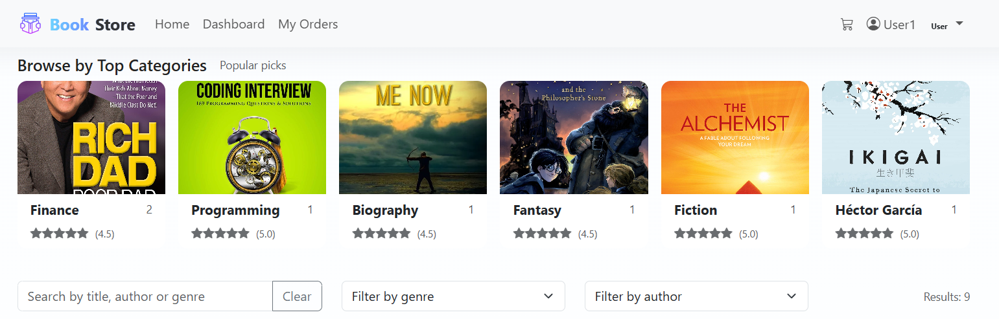 Book Store Home Dashboard My Orders User1 User
Browse by Top Categories Popular picks
their Kids About Money
That the Poor and
Middle Class Do Not!
RICH
DAD
POOR DAD
CODING INTERVIEW
189 PROGRAMMING QUESTIONS & SOLUTIONS
ME NOW
and the
Philosopher's Stone
THE
ALCHEMIST
A FABLE ABOUT FOLLOWING
YOUR DREAM
IKIGAI
生き甲斐
The Japanese Secret to
Finance 2
(4.5)
Programming 1
(5.0)
Biography 1
(4.5)
Fantasy 1
(4.5)
Fiction 1
(5.0)
Héctor García 1
(5.0)
Search by title, author or genre Clear Filter by genre Filter by author Results: 9